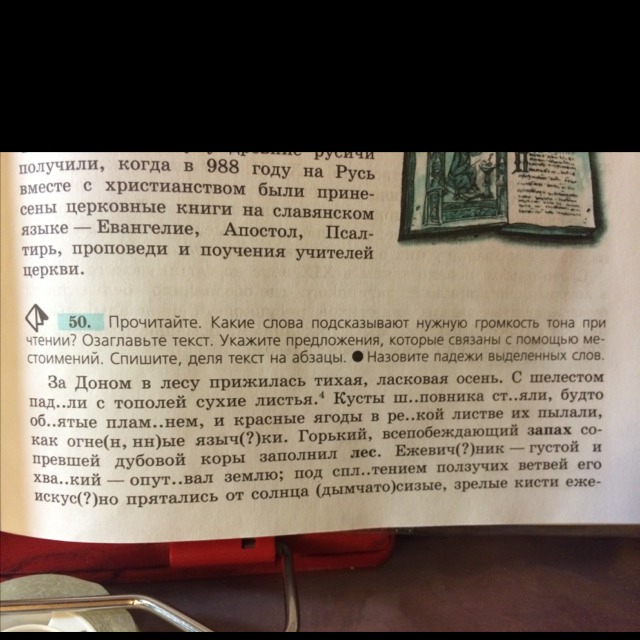 древние русичи
получили, когда в 988 году на Русь
вместе с христианством были прине-
сены церковные книги на славянском
языке — Евангелие, Апостол, Псал-
тирь, проповеди и поучения учителей
церкви.
50. Прочитайте. Какие слова подсказывают нужную громкость тона при
чтении? Озаглавьте текст. Укажите предложения, которые связаны с помощью ме-
стоимений. Спишите, деля текст на абзацы. ● Назовите падежи выделенных слов.
За Доном в лесу прижилась тихая, ласковая осень. С шелестом
пад..ли с тополей сухие листья.⁴ Кусты ш..повника ст..яли, будто
об..ятые плам..нем, и красные ягоды в ре..кой листве их пылали,
как огне(н, нн)ые языч(?)ки. Горький, всепобеждающий запах со-
превшей дубовой коры заполнил лес. Ежевич(?)ник — густой и
хва..кий — опут..вал землю; под спл..тением ползучих ветвей его
искус(?)но прятались от солнца (дымчато)сизые, зрелые кисти еже-